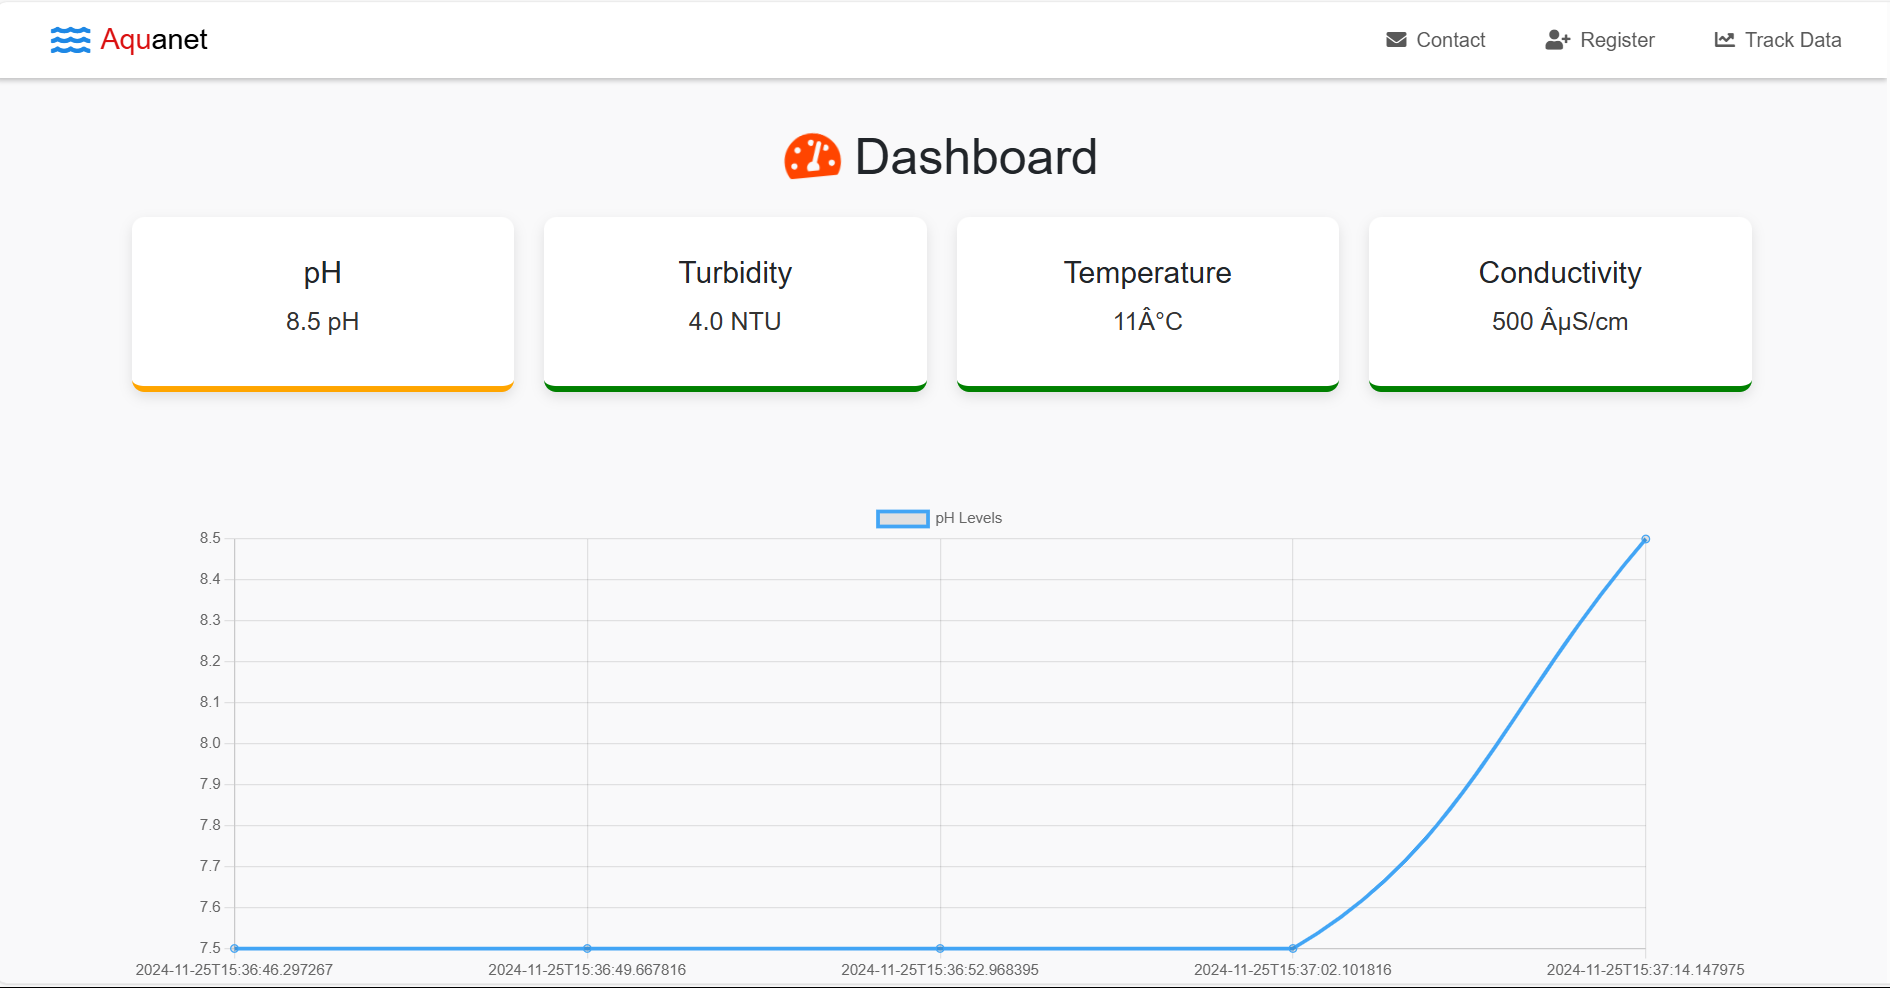 Aquanet
Contact
Register
Track Data
Dashboard
pH
8.5 pH
Turbidity
4.0 NTU
Temperature
11Â°C
Conductivity
500 ÂµS/cm
pH Levels
8.5
8.4
8.3
8.2
8.1
8.0
7.9
7.8
7.7
7.6
7.5
2024-11-25T15:36:46.297267
2024-11-25T15:36:49.667816
2024-11-25T15:36:52.968395
2024-11-25T15:37:02.101816
2024-11-25T15:37:14.147975